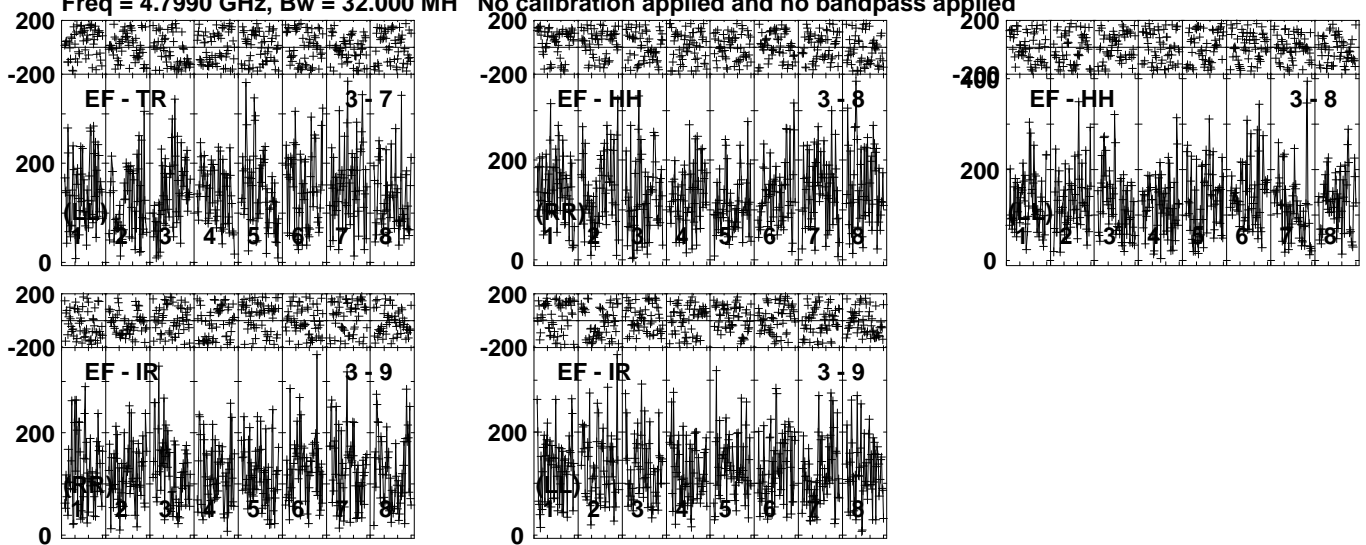 Freq = 4.7990 GHz, Bw = 32.000 MH No calibration applied and no bandpass applied
200
-200
EF - TR 3 - 7
200
(LL)
1 2 3 4 5 6 7 8
0
200
-200
EF - HH 3 - 8
200
(RR)
1 2 3 4 5 6 7 8
0
200
-200
400
EF - HH 3 - 8
200
(LL)
1 2 3 4 5 6 7 8
0
200
-200
EF - IR 3 - 9
200
(RR)
1 2 3 4 5 6 7 8
0
200
-200
EF - IR 3 - 9
200
(LL)
1 2 3 4 5 6 7 8
0